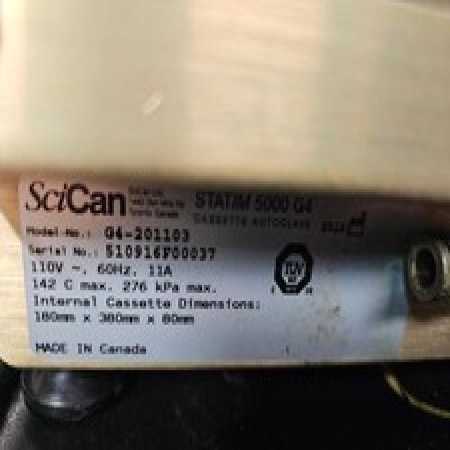 SciCan
STATIM 5000 G4
CASSETTE AUTOCLAVE
Model No.: G4-201103
Serial No.: 510916F00037
110V ~, 60Hz, 11A
142 C max. 276 kPa max.
Internal Cassette Dimensions:
180mm x 380mm x 80mm
MADE IN Canada
TÜV